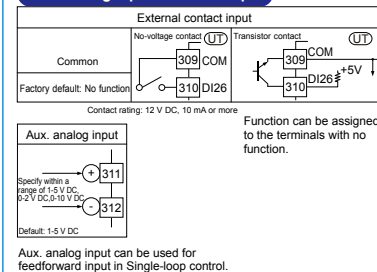 External contact input
No-voltage contact UT
Transistor contact UT
Common
309 COM
309 COM
Factory default: No function
310 DI26
310 DI26 +5V
Contact rating: 12 V DC, 10 mA or more
Function can be assigned
to the terminals with no
function.
Aux. analog input
Specify within a
range of 1-5 V DC,
0-2 V DC,0-10 V DC
+ 311
- 312
Default: 1-5 V DC
Aux. analog input can be used for
feedforward input in Single-loop control.